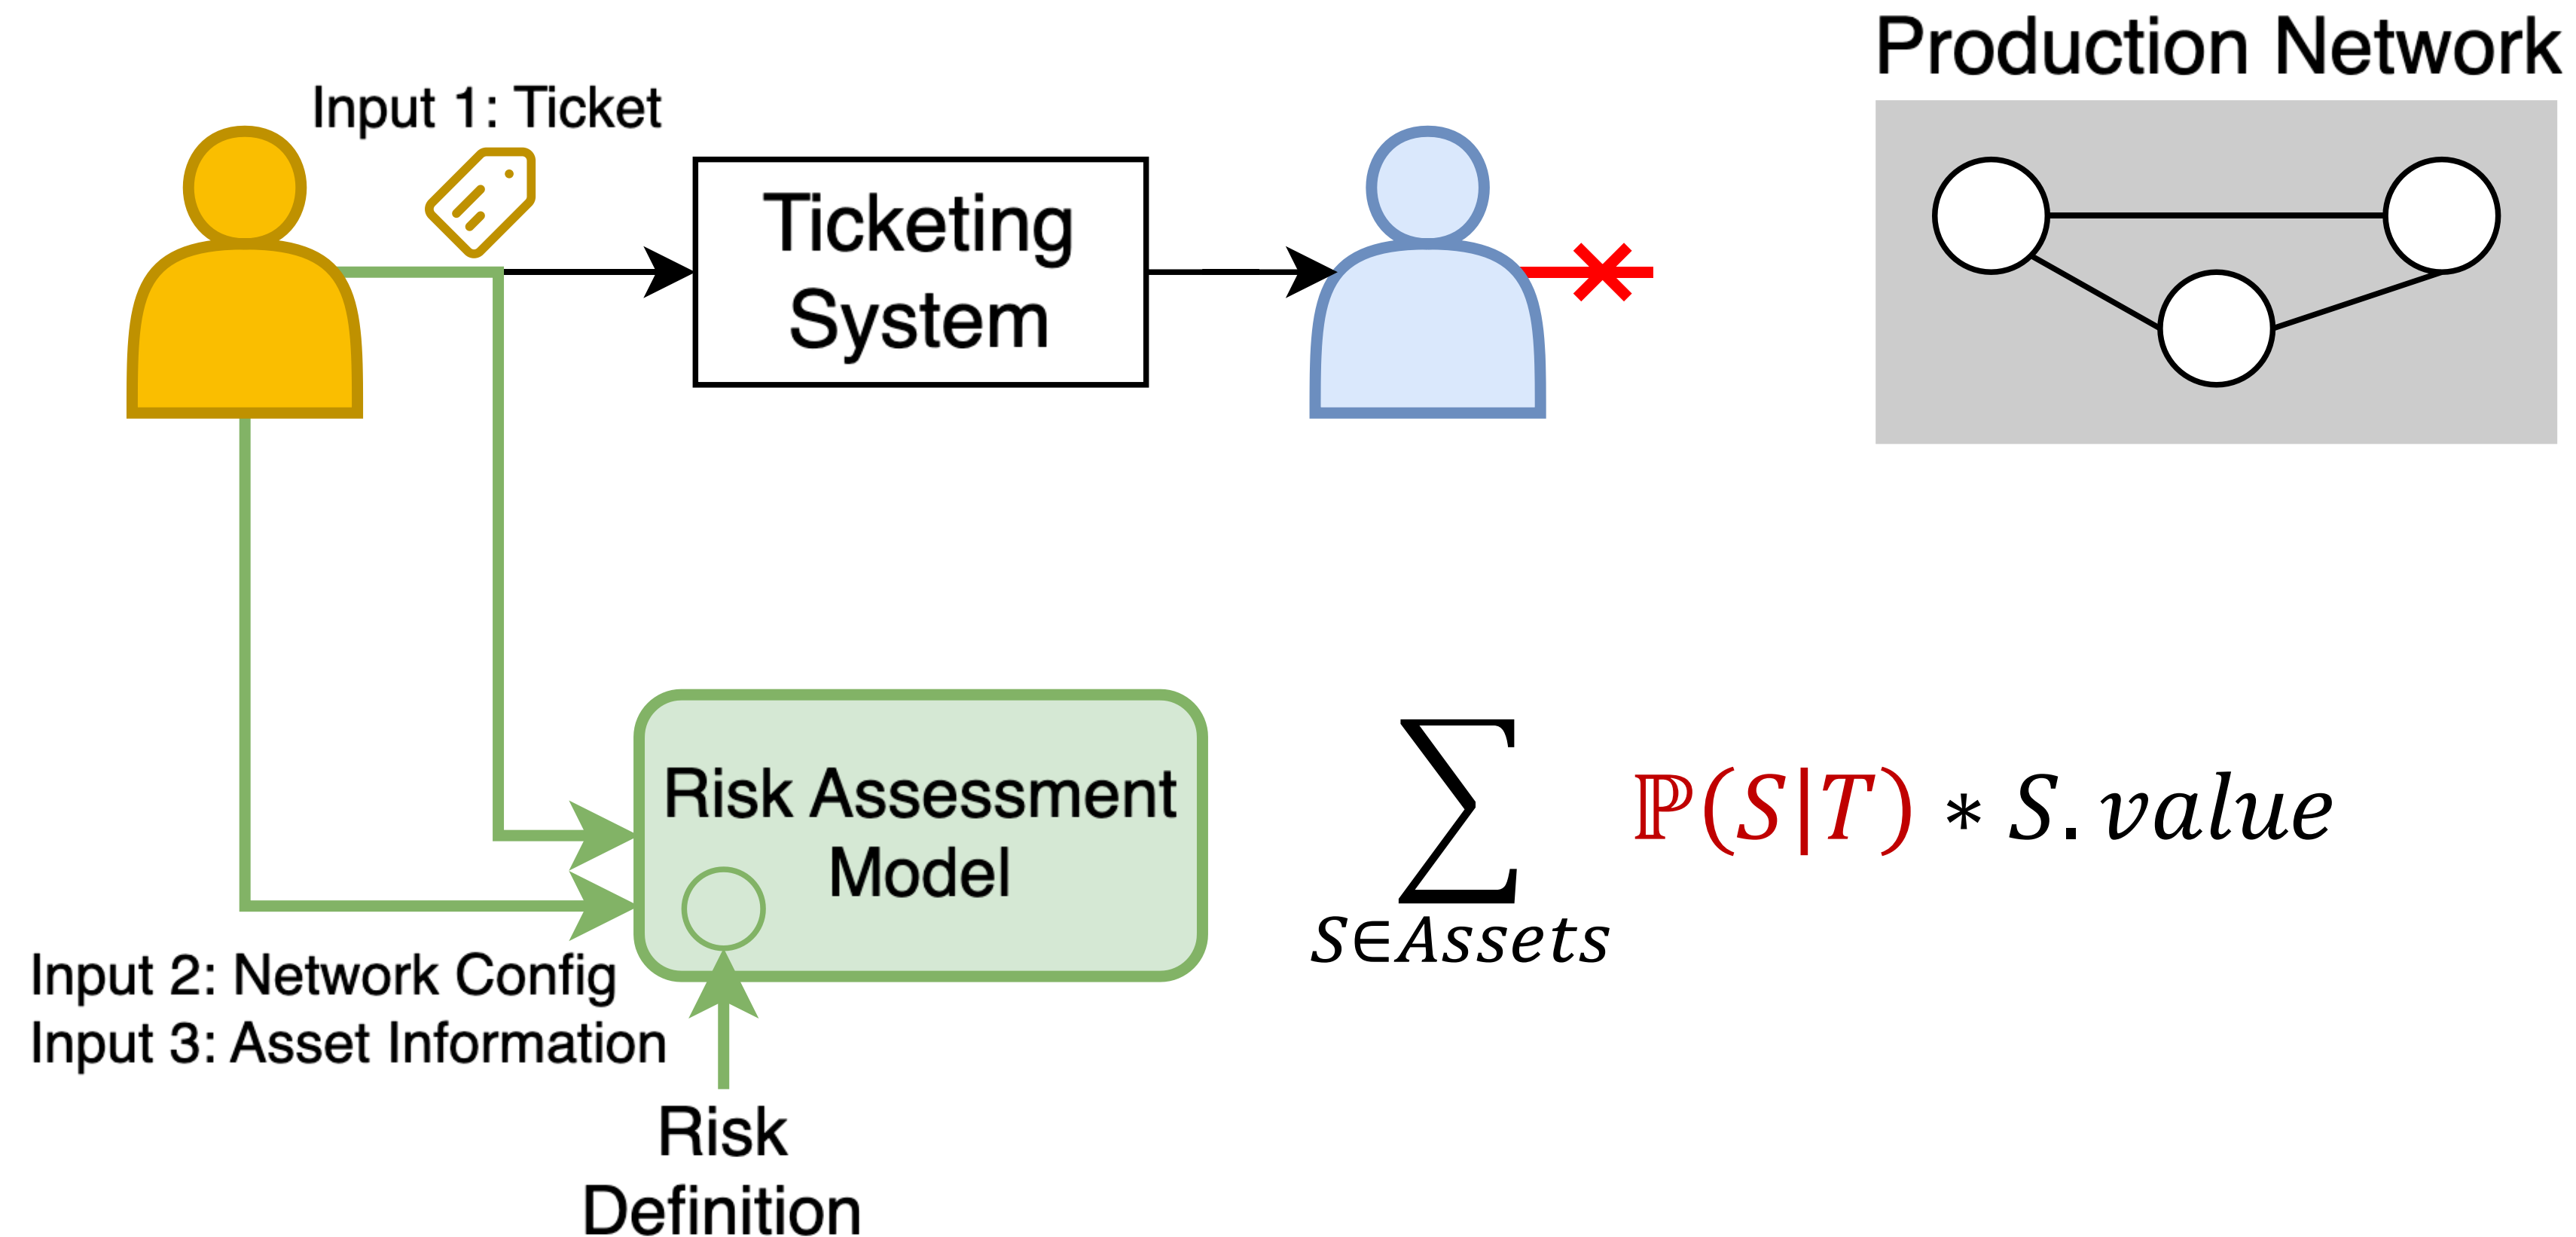 Production Network
Input 1: Ticket
Ticketing
System
Risk Assessment
Model
∑ ℙ(S|T) * S.value
S∈Assets
Input 2: Network Config
Input 3: Asset Information
Risk
Definition